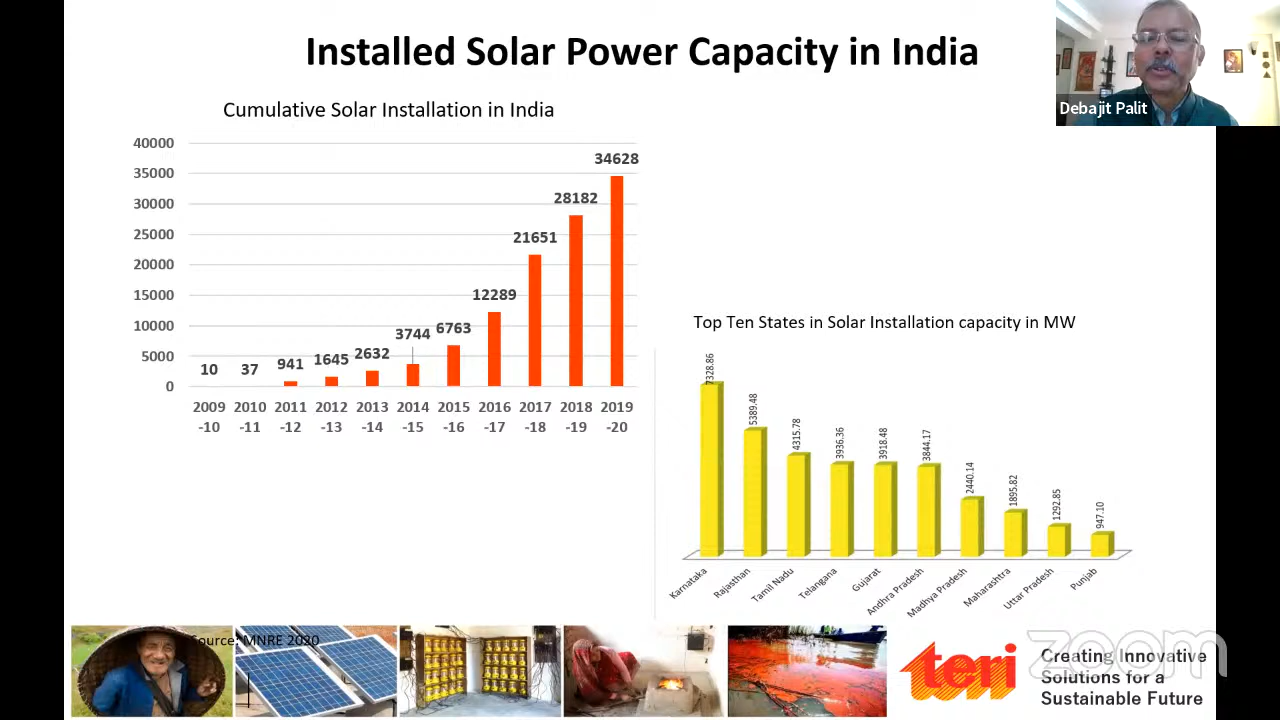 Installed Solar Power Capacity in India
Debajit Palit
Cumulative Solar Installation in India
40000
35000
30000
25000
20000
15000
10000
5000
0
10
37
941
1645
2632
3744
6763
12289
21651
28182
34628
2009 2010 2011 2012 2013 2014 2015 2016 2017 2018 2019
-10 -11 -12 -13 -14 -15 -16 -17 -18 -19 -20
Top Ten States in Solar Installation capacity in MW
7328.86
5389.48
4315.78
3936.36
3918.48
3844.17
2440.14
1895.82
1292.85
947.10
Karnataka
Rajasthan
Tamil Nadu
Telangana
Gujarat
Andhra Pradesh
Madhya Pradesh
Maharashtra
Uttar Pradesh
Punjab
Source: MNRE 2020
teri
Creating Innovative
Solutions for a
Sustainable Future
zoom